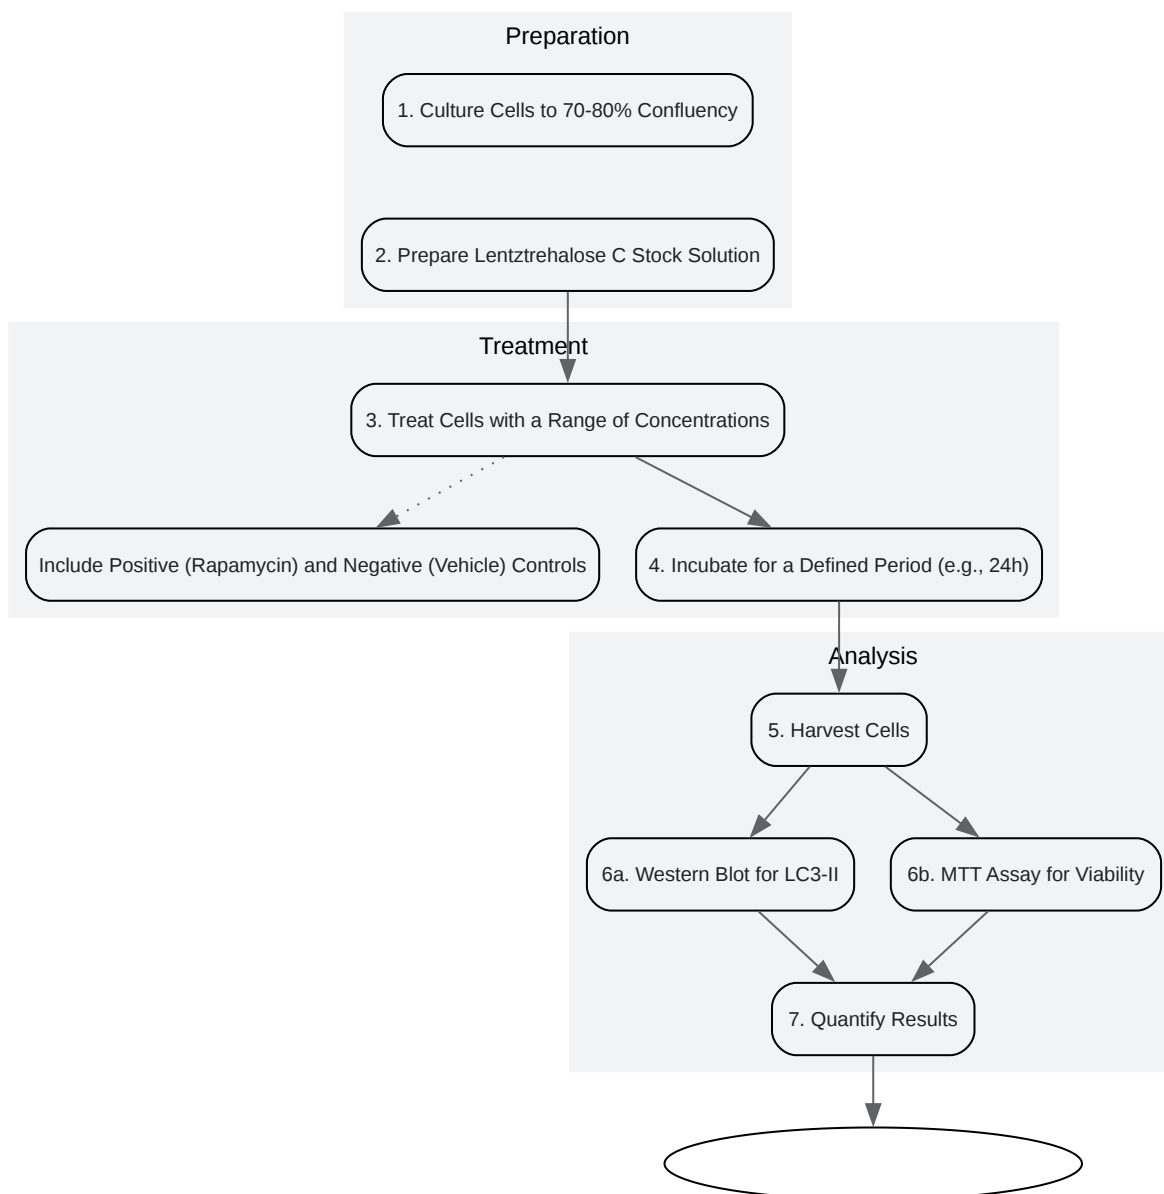 Preparation
1. Culture Cells to 70-80% Confluency
2. Prepare Lentztrehalose C Stock Solution
Treatment
3. Treat Cells with a Range of Concentrations
Include Positive (Rapamycin) and Negative (Vehicle) Controls
4. Incubate for a Defined Period (e.g., 24h)
Analysis
5. Harvest Cells
6a. Western Blot for LC3-II
6b. MTT Assay for Viability
7. Quantify Results